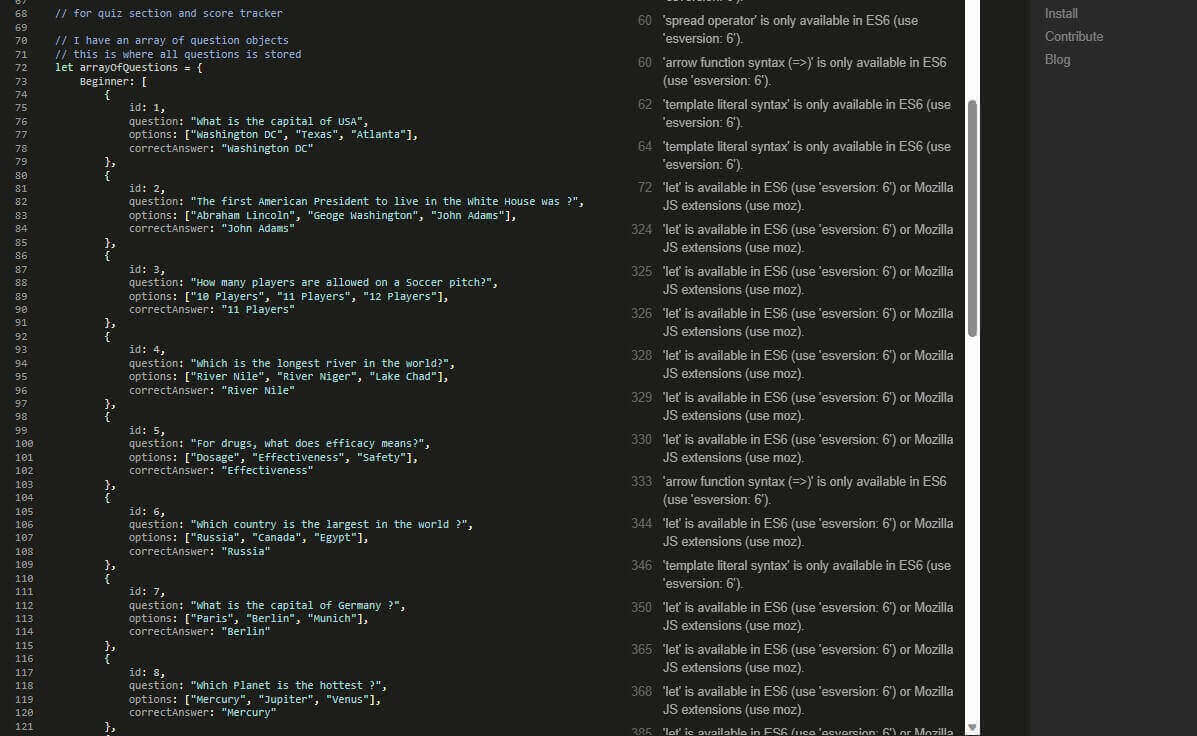 67
68 // for quiz section and score tracker
69
70 // I have an array of question objects
71 // this is where all questions is stored
72 let arrayOfQuestions = {
73 Beginner: [
74 {
75 id: 1,
76 question: "What is the capital of USA",
77 options: ["Washington DC", "Texas", "Atlanta"],
78 correctAnswer: "Washington DC"
79 },
80 {
81 id: 2,
82 question: "The first American President to live in the White House was ?",
83 options: ["Abraham Lincoln", "Geoge Washington", "John Adams"],
84 correctAnswer: "John Adams"
85 },
86 {
87 id: 3,
88 question: "How many players are allowed on a Soccer pitch?",
89 options: ["10 Players", "11 Players", "12 Players"],
90 correctAnswer: "11 Players"
91 },
92 {
93 id: 4,
94 question: "Which is the longest river in the world?",
95 options: ["River Nile", "River Niger", "Lake Chad"],
96 correctAnswer: "River Nile"
97 },
98 {
99 id: 5,
100 question: "For drugs, what does efficacy means?",
101 options: ["Dosage", "Effectiveness", "Safety"],
102 correctAnswer: "Effectiveness"
103 },
104 {
105 id: 6,
106 question: "Which country is the largest in the world ?",
107 options: ["Russia", "Canada", "Egypt"],
108 correctAnswer: "Russia"
109 },
110 {
111 id: 7,
112 question: "What is the capital of Germany ?",
113 options: ["Paris", "Berlin", "Munich"],
114 correctAnswer: "Berlin"
115 },
116 {
117 id: 8,
118 question: "Which Planet is the hottest ?",
119 options: ["Mercury", "Jupiter", "Venus"],
120 correctAnswer: "Mercury"
121 },
60 'spread operator' is only available in ES6 (use
'esversion: 6').
60 'arrow function syntax (=>)' is only available in ES6
(use 'esversion: 6').
62 'template literal syntax' is only available in ES6 (use
'esversion: 6').
64 'template literal syntax' is only available in ES6 (use
'esversion: 6').
72 'let' is available in ES6 (use 'esversion: 6') or Mozilla
JS extensions (use moz).
324 'let' is available in ES6 (use 'esversion: 6') or Mozilla
JS extensions (use moz).
325 'let' is available in ES6 (use 'esversion: 6') or Mozilla
JS extensions (use moz).
326 'let' is available in ES6 (use 'esversion: 6') or Mozilla
JS extensions (use moz).
328 'let' is available in ES6 (use 'esversion: 6') or Mozilla
JS extensions (use moz).
329 'let' is available in ES6 (use 'esversion: 6') or Mozilla
JS extensions (use moz).
330 'let' is available in ES6 (use 'esversion: 6') or Mozilla
JS extensions (use moz).
333 'arrow function syntax (=>)' is only available in ES6
(use 'esversion: 6').
344 'let' is available in ES6 (use 'esversion: 6') or Mozilla
JS extensions (use moz).
346 'template literal syntax' is only available in ES6 (use
'esversion: 6').
350 'let' is available in ES6 (use 'esversion: 6') or Mozilla
JS extensions (use moz).
365 'let' is available in ES6 (use 'esversion: 6') or Mozilla
JS extensions (use moz).
368 'let' is available in ES6 (use 'esversion: 6') or Mozilla
JS extensions (use moz).
385 'let' is available in ES6 (use 'esversion: 6') or Mozilla
Install
Contribute
Blog